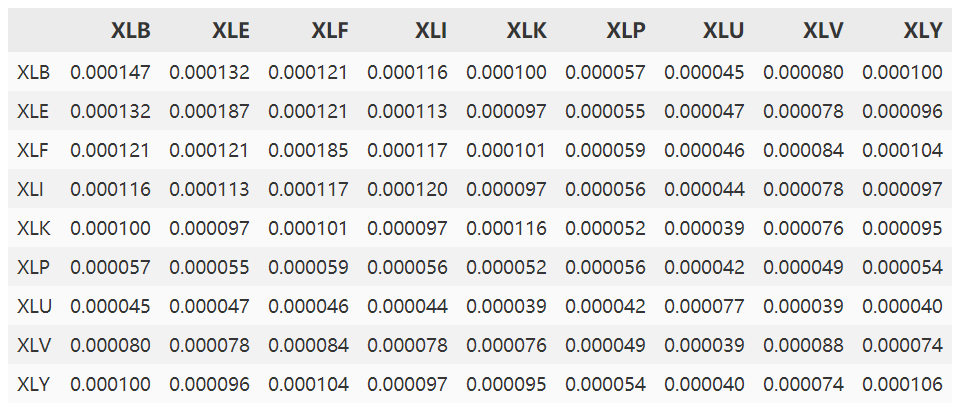 XLB XLE XLF XLI XLK XLP XLU XLV XLY
XLB 0.000147 0.000132 0.000121 0.000116 0.000100 0.000057 0.000045 0.000080 0.000100
XLE 0.000132 0.000187 0.000121 0.000113 0.000097 0.000055 0.000047 0.000078 0.000096
XLF 0.000121 0.000121 0.000185 0.000117 0.000101 0.000059 0.000046 0.000084 0.000104
XLI 0.000116 0.000113 0.000117 0.000120 0.000097 0.000056 0.000044 0.000078 0.000097
XLK 0.000100 0.000097 0.000101 0.000097 0.000116 0.000052 0.000039 0.000076 0.000095
XLP 0.000057 0.000055 0.000059 0.000056 0.000052 0.000056 0.000042 0.000049 0.000054
XLU 0.000045 0.000047 0.000046 0.000044 0.000039 0.000042 0.000077 0.000039 0.000040
XLV 0.000080 0.000078 0.000084 0.000078 0.000076 0.000049 0.000039 0.000088 0.000074
XLY 0.000100 0.000096 0.000104 0.000097 0.000095 0.000054 0.000040 0.000074 0.000106